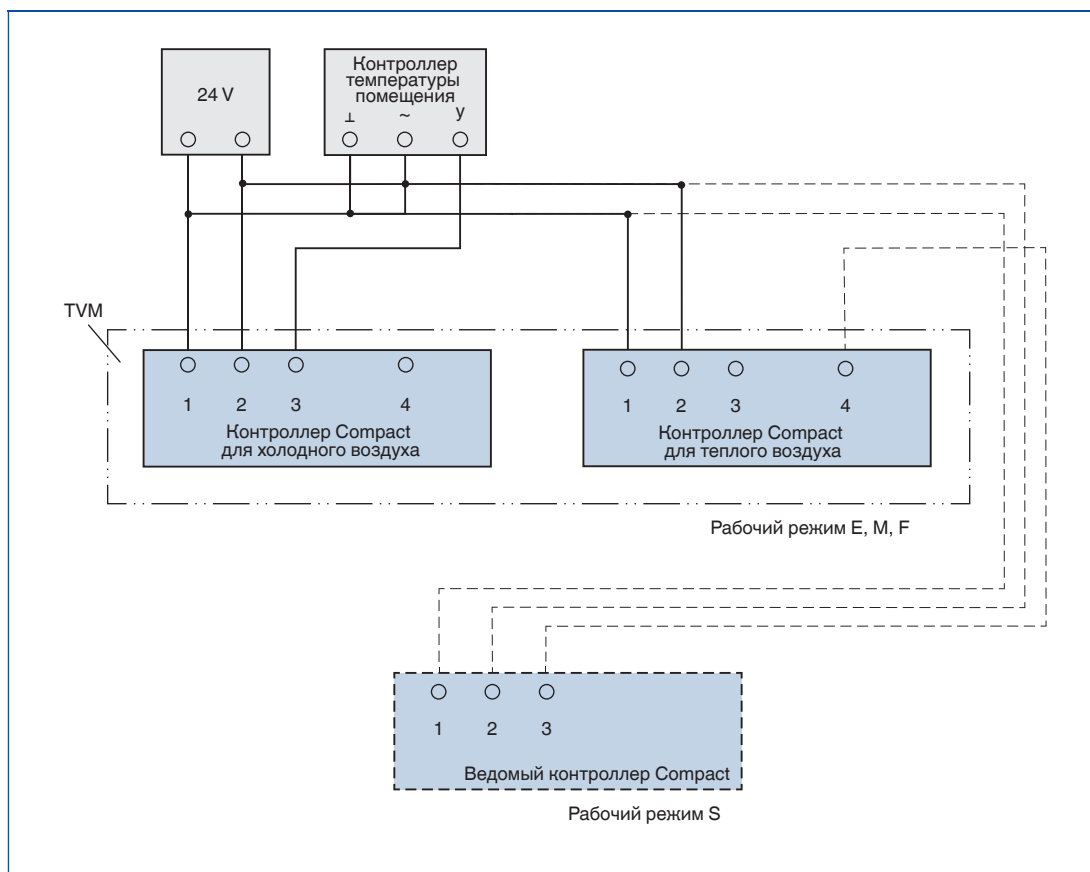 24 V
Контроллер
температуры
помещения
⊥ ~ y
TVM
1 2 3 4
Контроллер Compact
для холодного воздуха
1 2 3 4
Контроллер Compact
для теплого воздуха
Рабочий режим E, M, F
1 2 3
Ведомый контроллер Compact
Рабочий режим S